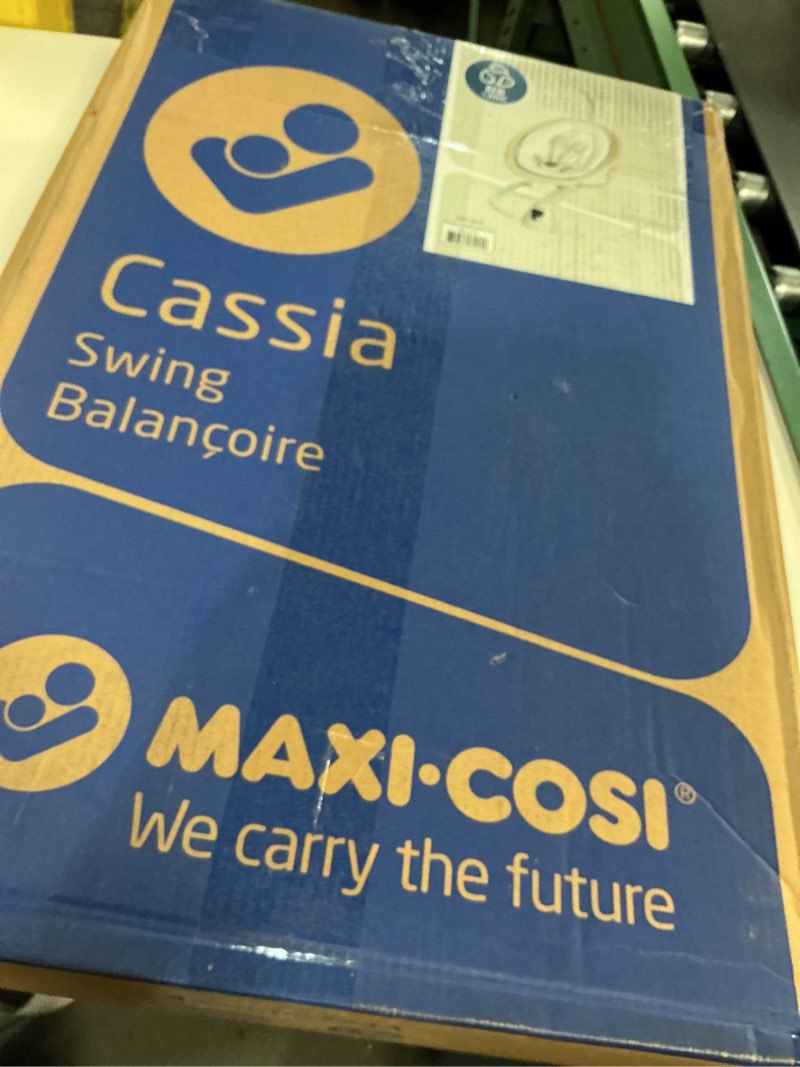 Cassia
Swing
Balançoire
MAXI·COSI®
We carry the future